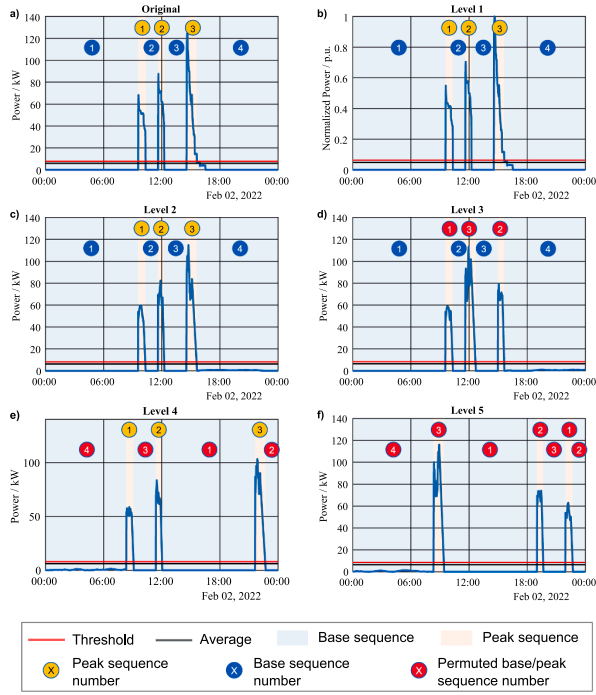 a) Original
Power / kW
140
120
100
80
60
40
20
0
1 2 3
1 2 3 4
00:00 06:00 12:00 18:00 00:00
Feb 02, 2022
b) Level 1
Normalized Power / p.u.
1
0.8
0.6
0.4
0.2
0
1 2 3
1 2 3 4
00:00 06:00 12:00 18:00 00:00
Feb 02, 2022
c) Level 2
Power / kW
140
120
100
80
60
40
20
0
1 2 3
1 2 3 4
00:00 06:00 12:00 18:00 00:00
Feb 02, 2022
d) Level 3
Power / kW
140
120
100
80
60
40
20
0
1 3 2
1 2 3 4
00:00 06:00 12:00 18:00 00:00
Feb 02, 2022
e) Level 4
Power / kW
100
50
0
1 2 3
4 3 1 2
00:00 06:00 12:00 18:00 00:00
Feb 02, 2022
f) Level 5
Power / kW
140
120
100
80
60
40
20
0
3 2 1
4 1 3 2
00:00 06:00 12:00 18:00 00:00
Feb 02, 2022
Threshold Average Base sequence Peak sequence
X Peak sequence number
X Base sequence number
X Permuted base/peak sequence number